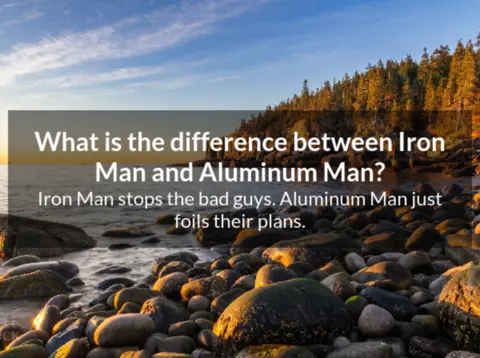 What is the difference between Iron
Man and Aluminum Man?
Iron Man stops the bad guys. Aluminum Man just
foils their plans.